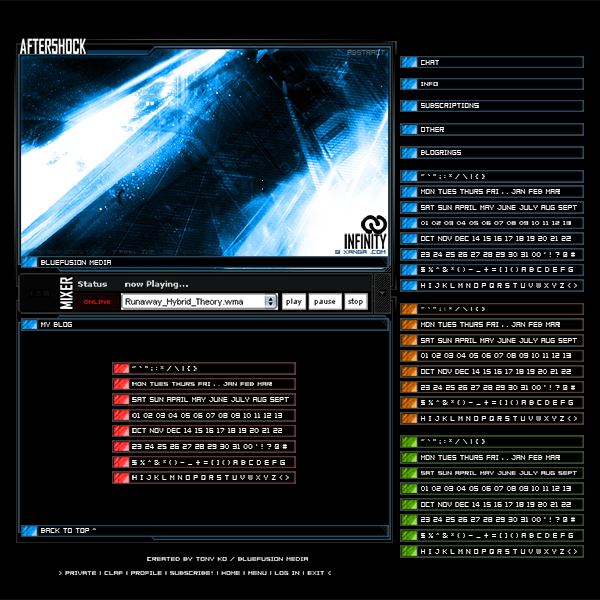 AFTERSHOCK
ABSTRACT
INFINITY
@ XANGA .COM
BLUEFUSION MEDIA
MIXER
Status
now Playing...
ONLINE
Runaway_Hybrid_Theory.wma
play
pause
stop
MY BLOG
" ` " ; : * / \ | ( )
MON TUES THURS FRI . . JAN FEB MAR
SAT SUN APRIL MAY JUNE JULY AUG SEPT
01 02 03 04 05 06 07 08 09 10 11 12 13
OCT NOV DEC 14 15 16 17 18 19 20 21 22
23 24 25 26 27 28 29 30 31 00 ' ! ? @ #
$ % ^ & * ( ) - _ + = [ ] ( ) A B C D E F G
H I J K L M N O P Q R S T U V W X Y Z < >
BACK TO TOP ^
CHAT
INFO
SUBSCRIPTIONS
OTHER
BLOGRINGS
" ` " ; : * / \ | ( )
MON TUES THURS FRI . . JAN FEB MAR
SAT SUN APRIL MAY JUNE JULY AUG SEPT
01 02 03 04 05 06 07 08 09 10 11 12 13
OCT NOV DEC 14 15 16 17 18 19 20 21 22
23 24 25 26 27 28 29 30 31 00 ' ! ? @ #
$ % ^ & * ( ) - _ + = [ ] ( ) A B C D E F G
H I J K L M N O P Q R S T U V W X Y Z < >
" ` " ; : * / \ | ( )
MON TUES THURS FRI . . JAN FEB MAR
SAT SUN APRIL MAY JUNE JULY AUG SEPT
01 02 03 04 05 06 07 08 09 10 11 12 13
OCT NOV DEC 14 15 16 17 18 19 20 21 22
23 24 25 26 27 28 29 30 31 00 ' ! ? @ #
$ % ^ & * ( ) - _ + = [ ] ( ) A B C D E F G
H I J K L M N O P Q R S T U V W X Y Z < >
" ` " ; : * / \ | ( )
MON TUES THURS FRI . . JAN FEB MAR
SAT SUN APRIL MAY JUNE JULY AUG SEPT
01 02 03 04 05 06 07 08 09 10 11 12 13
OCT NOV DEC 14 15 16 17 18 19 20 21 22
23 24 25 26 27 28 29 30 31 00 ' ! ? @ #
$ % ^ & * ( ) - _ + = [ ] ( ) A B C D E F G
H I J K L M N O P Q R S T U V W X Y Z < >
CREATED BY TONY KO / BLUEFUSION MEDIA
> PRIVATE | CLAF | PROFILE | SUBSCRIBE! | HOME | MENU | LOG IN | EXIT <